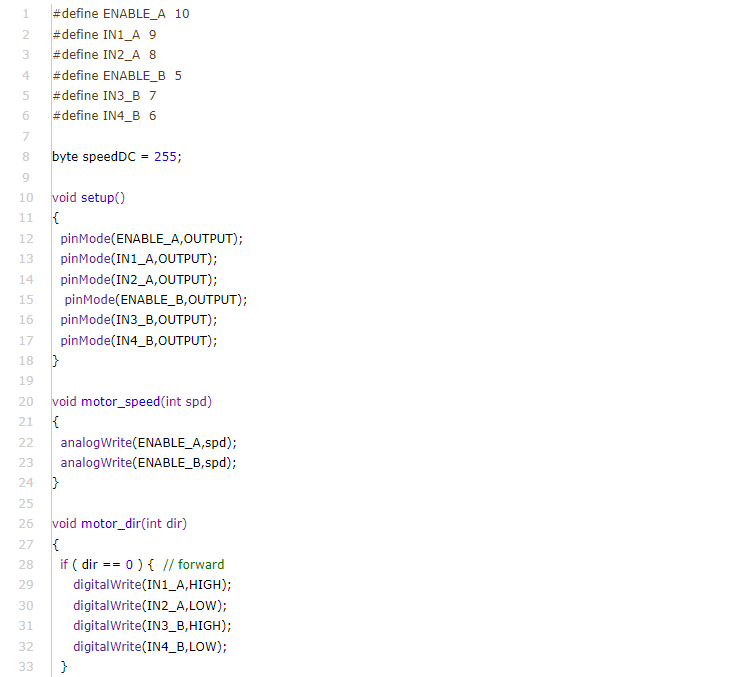 1 #define ENABLE_A  10
2 #define IN1_A  9
3 #define IN2_A  8
4 #define ENABLE_B  5
5 #define IN3_B  7
6 #define IN4_B  6
7
8 byte speedDC = 255;
9
10 void setup()
11 {
12   pinMode(ENABLE_A,OUTPUT);
13   pinMode(IN1_A,OUTPUT);
14   pinMode(IN2_A,OUTPUT);
15    pinMode(ENABLE_B,OUTPUT);
16   pinMode(IN3_B,OUTPUT);
17   pinMode(IN4_B,OUTPUT);
18 }
19
20 void motor_speed(int spd)
21 {
22   analogWrite(ENABLE_A,spd);
23   analogWrite(ENABLE_B,spd);
24 }
25
26 void motor_dir(int dir)
27 {
28   if ( dir == 0 ) {  // forward
29      digitalWrite(IN1_A,HIGH);
30      digitalWrite(IN2_A,LOW);
31      digitalWrite(IN3_B,HIGH);
32      digitalWrite(IN4_B,LOW);
33   }